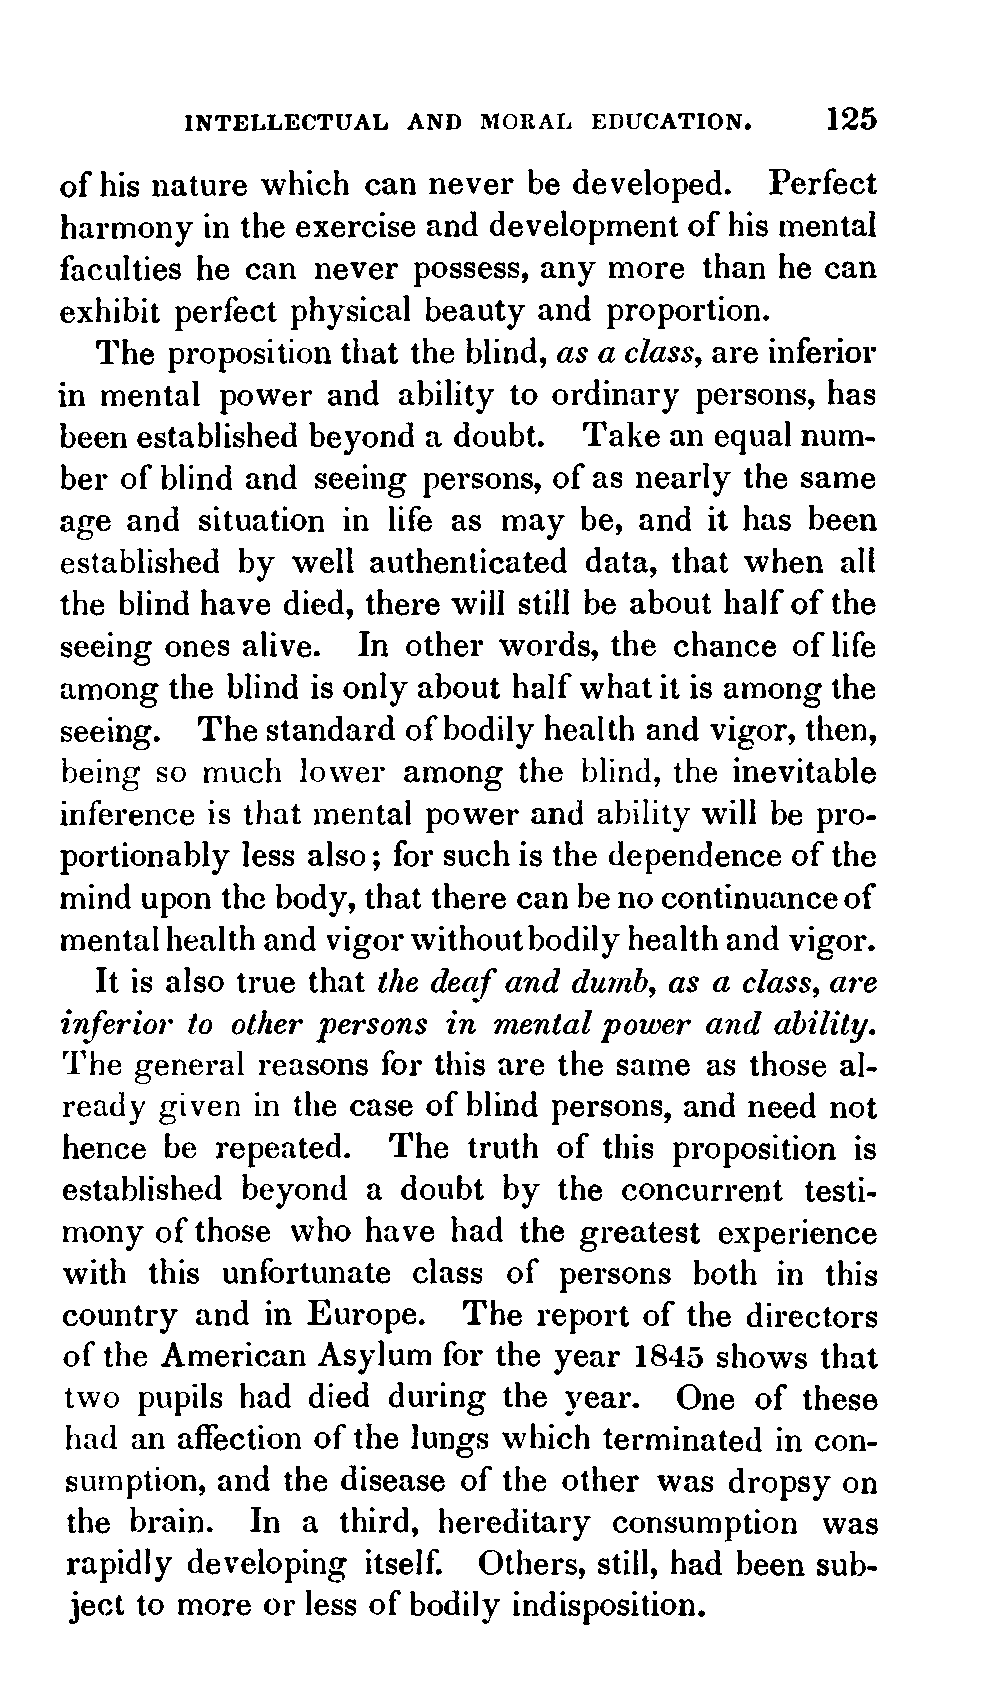 INTELLECTUAL AND MORAL EDUCATION. 125
of his nature which can never be developed. Perfect
harmony in the exercise and development of his mental
faculties he can never possess, any more than he can
exhibit perfect physical beauty and proportion.
The proposition that the blind, as a class, are inferior
in mental power and ability to ordinary persons, has
been established beyond a doubt. Take an equal num-
ber of blind and seeing persons, of as nearly the same
age and situation in life as may be, and it has been
established by well authenticated data, that when all
the blind have died, there will still be about half of the
seeing ones alive. In other words, the chance of life
among the blind is only about half what it is among the
seeing. The standard of bodily health and vigor, then,
being so much lower among the blind, the inevitable
inference is that mental power and ability will be pro-
portionably less also; for such is the dependence of the
mind upon the body, that there can be no continuance of
mental health and vigor without bodily health and vigor.
It is also true that the deaf and dumb, as a class, are
inferior to other persons in mental power and ability.
The general reasons for this are the same as those al-
ready given in the case of blind persons, and need not
hence be repeated. The truth of this proposition is
established beyond a doubt by the concurrent testi-
mony of those who have had the greatest experience
with this unfortunate class of persons both in this
country and in Europe. The report of the directors
of the American Asylum for the year 1845 shows that
two pupils had died during the year. One of these
had an affection of the lungs which terminated in con-
sumption, and the disease of the other was dropsy on
the brain. In a third, hereditary consumption was
rapidly developing itself. Others, still, had been sub-
ject to more or less of bodily indisposition.